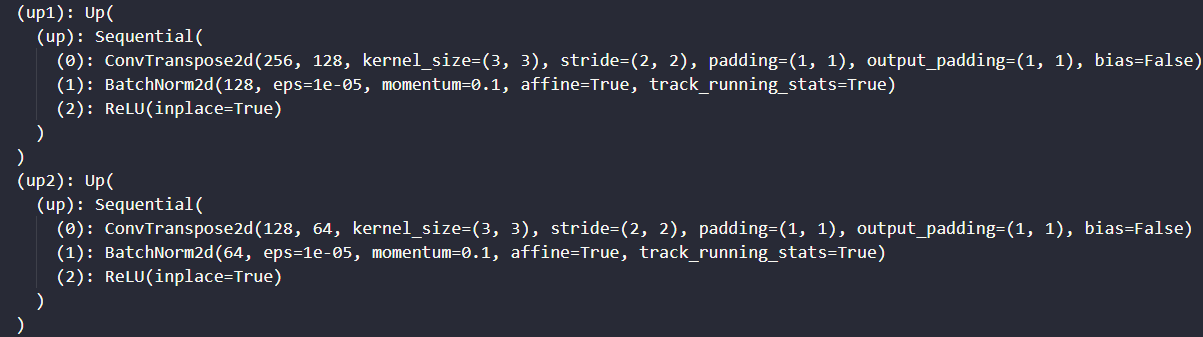 (up1): Up(
  (up): Sequential(
    (0): ConvTranspose2d(256, 128, kernel_size=(3, 3), stride=(2, 2), padding=(1, 1), output_padding=(1, 1), bias=False)
    (1): BatchNorm2d(128, eps=1e-05, momentum=0.1, affine=True, track_running_stats=True)
    (2): ReLU(inplace=True)
  )
)
(up2): Up(
  (up): Sequential(
    (0): ConvTranspose2d(128, 64, kernel_size=(3, 3), stride=(2, 2), padding=(1, 1), output_padding=(1, 1), bias=False)
    (1): BatchNorm2d(64, eps=1e-05, momentum=0.1, affine=True, track_running_stats=True)
    (2): ReLU(inplace=True)
  )
)